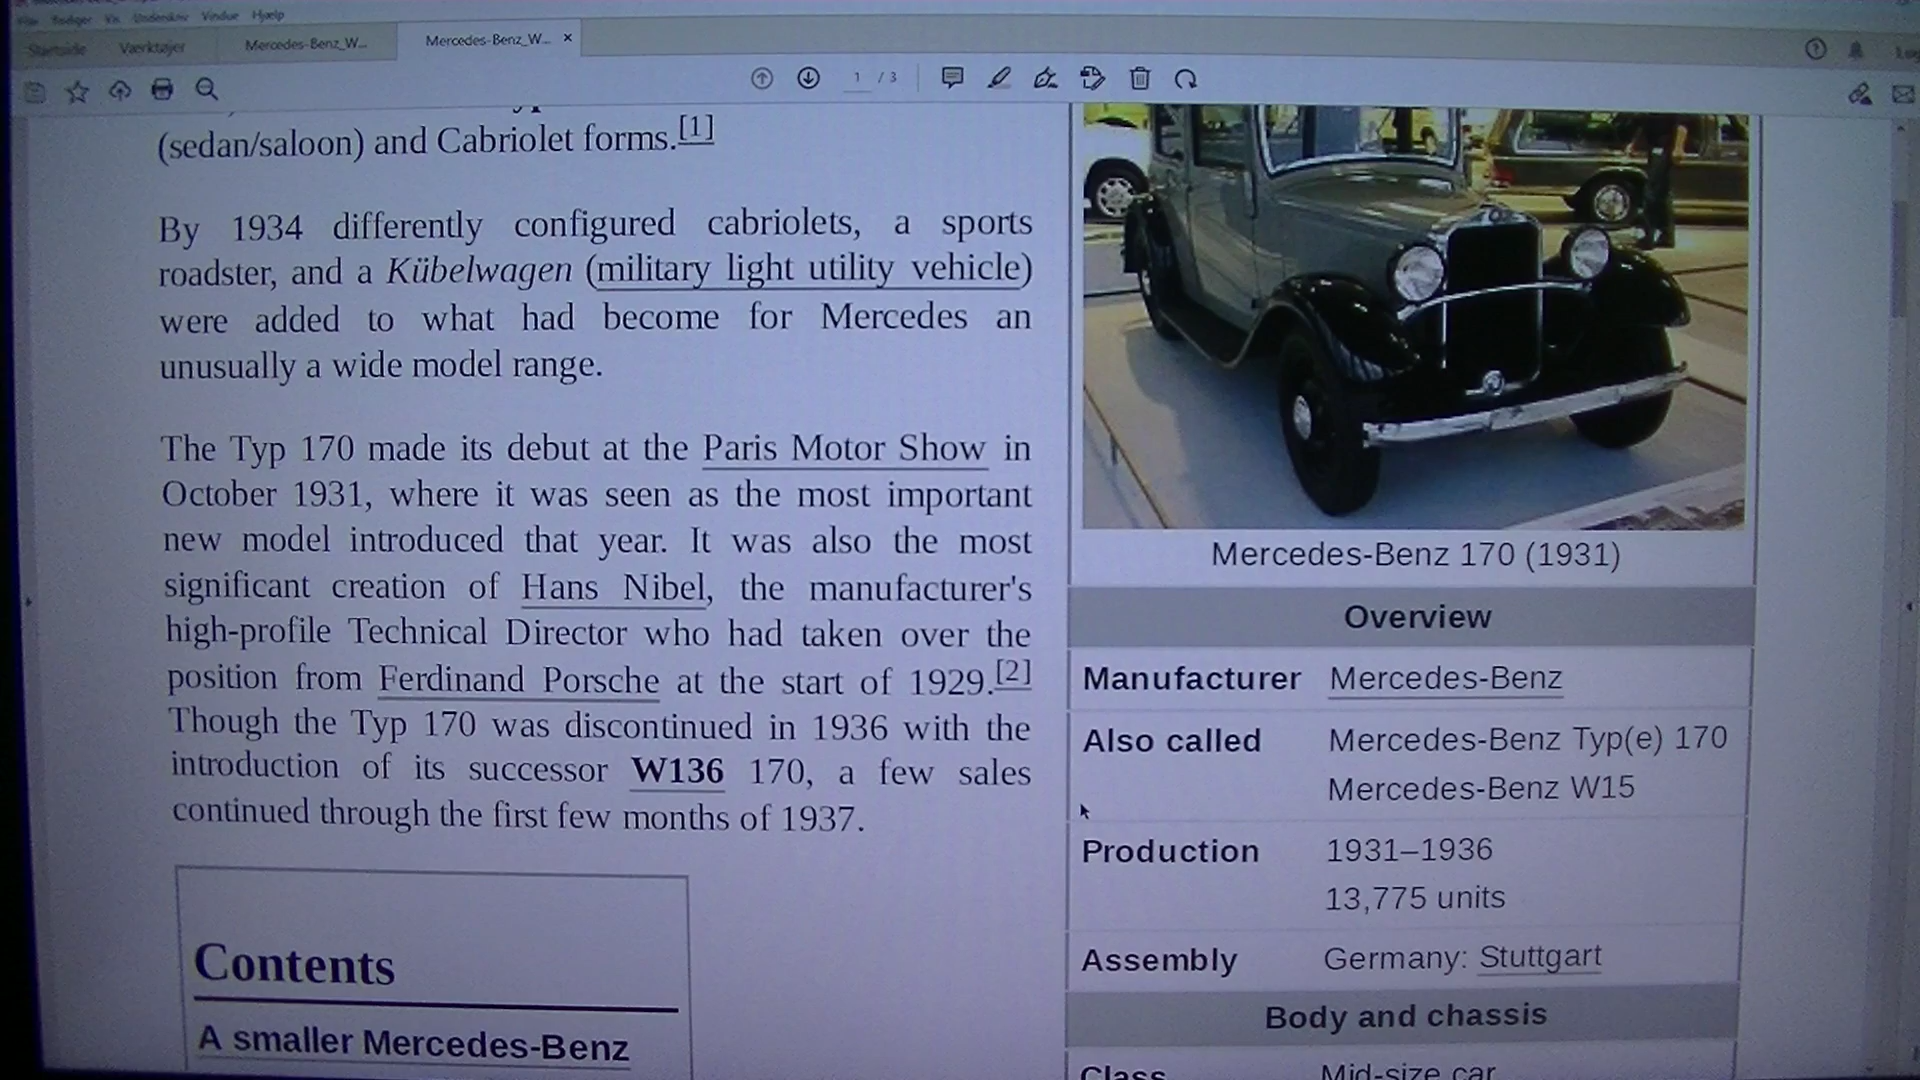 Vindue Hjælp
Startside Værktøjer Mercedes-Benz_W... Mercedes-Benz_W... ×
1 / 3
(sedan/saloon) and Cabriolet forms.[1]
By 1934 differently configured cabriolets, a sports
roadster, and a Kübelwagen (military light utility vehicle)
were added to what had become for Mercedes an
unusually a wide model range.
The Typ 170 made its debut at the Paris Motor Show in
October 1931, where it was seen as the most important
new model introduced that year. It was also the most
significant creation of Hans Nibel, the manufacturer's
high-profile Technical Director who had taken over the
position from Ferdinand Porsche at the start of 1929.[2]
Though the Typ 170 was discontinued in 1936 with the
introduction of its successor W136 170, a few sales
continued through the first few months of 1937.
Contents
A smaller Mercedes-Benz
Mercedes-Benz 170 (1931)
Overview
Manufacturer Mercedes-Benz
Also called Mercedes-Benz Typ(e) 170
Mercedes-Benz W15
Production 1931–1936
13,775 units
Assembly Germany: Stuttgart
Body and chassis
Class Mid-size car